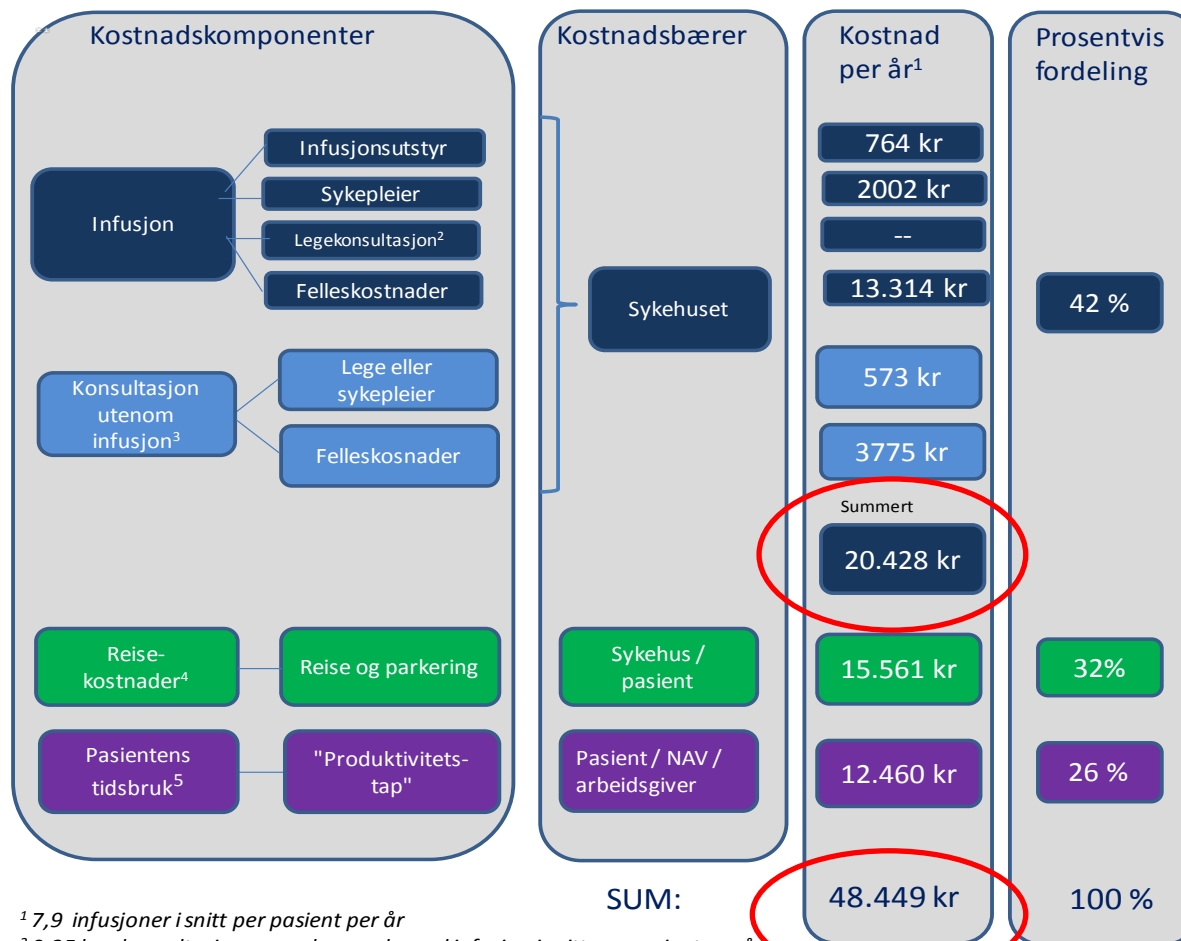 Kostnadskomponenter
Kostnadsbærer
Kostnad
per år¹
Prosentvis
fordeling
Infusjon
Infusjonsutstyr
Sykepleier
Legekonsultasjon²
Felleskostnader
Sykehuset
764 kr
2002 kr
--
13.314 kr
42 %
Konsultasjon
utenom
infusjon³
Lege eller
sykepleier
Felleskosnader
573 kr
3775 kr
Summert
20.428 kr
Reise-
kostnader⁴
Reise og parkering
Sykehus /
pasient
15.561 kr
32%
Pasientens
tidsbruk⁵
"Produktivitets-
tap"
Pasient / NAV /
arbeidsgiver
12.460 kr
26 %
SUM:
48.449 kr
100 %
¹ 7,9 infusjoner i snitt per pasient per år